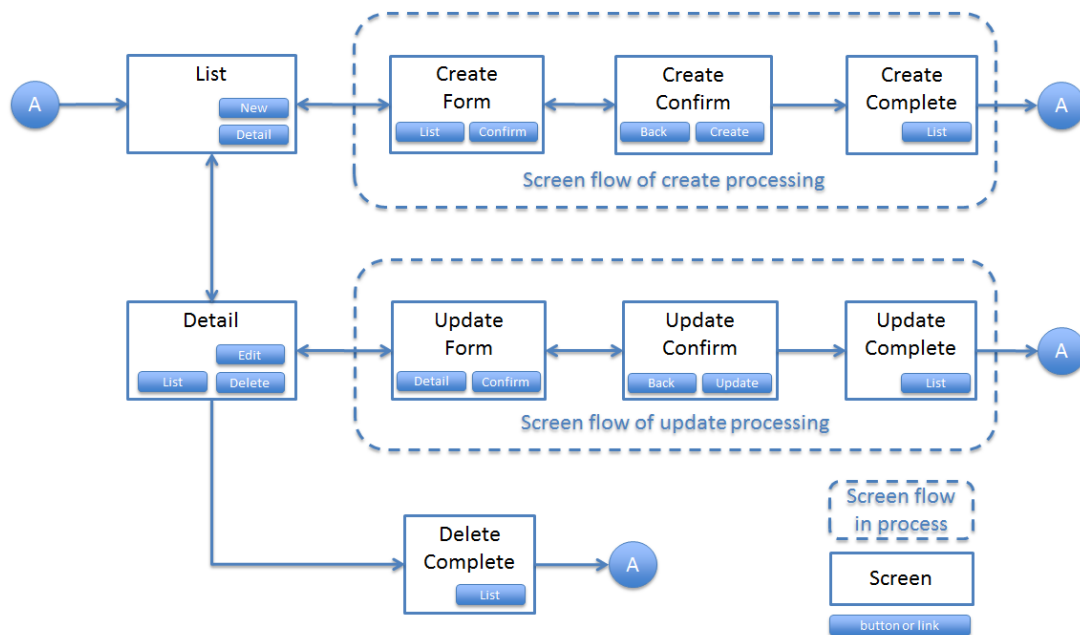 A
List
New
Detail
Create
Form
List
Confirm
Create
Confirm
Back
Create
Create
Complete
List
A
Screen flow of create processing
Detail
Edit
List
Delete
Update
Form
Detail
Confirm
Update
Confirm
Back
Update
Update
Complete
List
A
Screen flow of update processing
Delete
Complete
List
A
Screen flow
in process
Screen
button or link